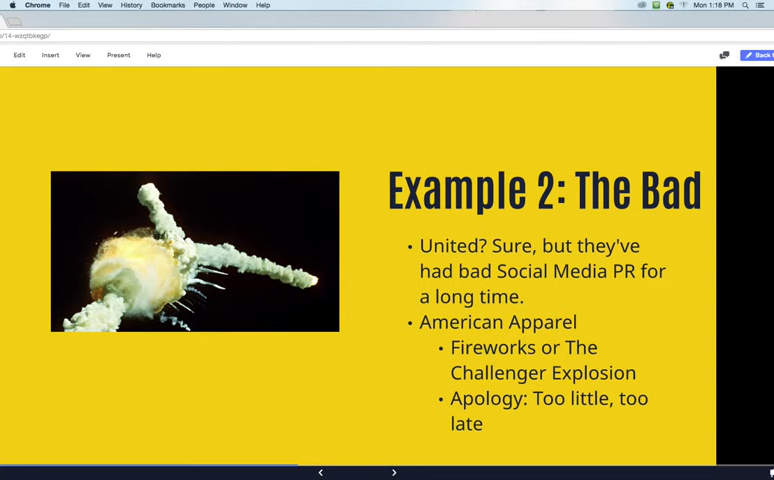 Chrome File Edit View History Bookmarks People Window Help Mon 1:18 PM
/14-wzqtbkegp/
Edit Insert View Present Help Back
Example 2: The Bad
• United? Sure, but they've
had bad Social Media PR for
a long time.
• American Apparel
• Fireworks or The
Challenger Explosion
• Apology: Too little, too
late